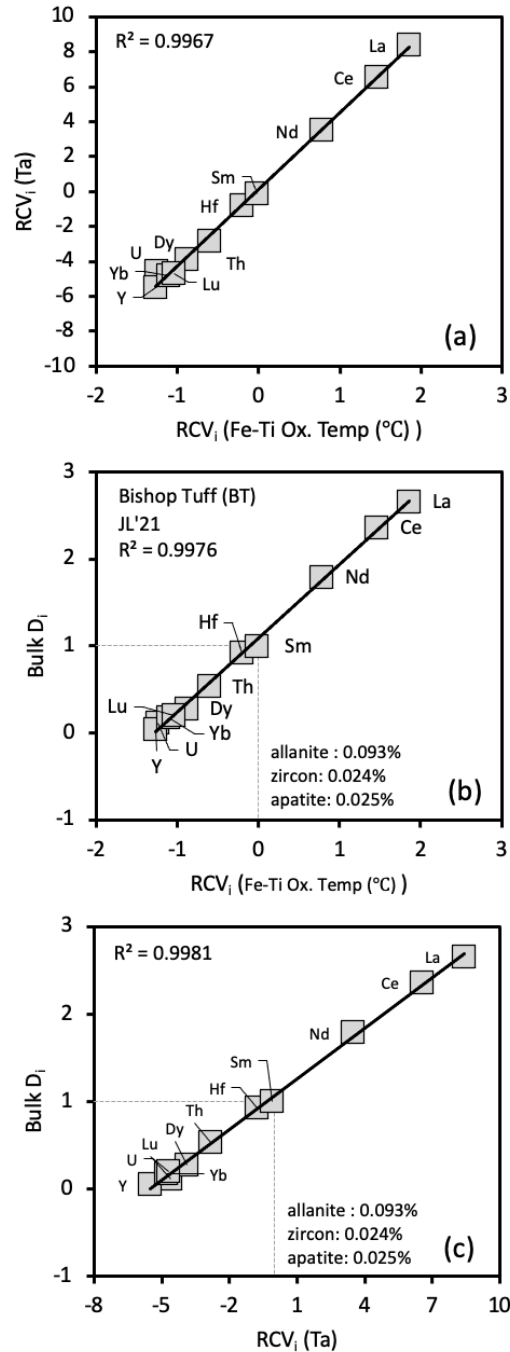 R² = 0.9967
La
Ce
Nd
Sm
Hf
Dy
Th
U
Yb
Lu
Y
10
8
6
4
2
0
-2
-4
-6
-8
-10
RCVᵢ (Ta)
(a)
-2
-1
0
1
2
3
RCVᵢ (Fe-Ti Ox. Temp (°C) )
Bishop Tuff (BT)
JL'21
R² = 0.9976
La
Ce
Nd
Hf
Sm
Th
Lu
Dy
Yb
U
Y
3
2
1
0
-1
Bulk Dᵢ
allanite : 0.093%
zircon: 0.024%
apatite: 0.025%
(b)
-2
-1
0
1
2
3
RCVᵢ (Fe-Ti Ox. Temp (°C) )
R² = 0.9981
La
Ce
Nd
Sm
Hf
Th
Dy
Lu
U
Yb
Y
3
2
1
0
-1
Bulk Dᵢ
allanite : 0.093%
zircon: 0.024%
apatite: 0.025%
(c)
-8
-5
-2
1
4
7
10
RCVᵢ (Ta)